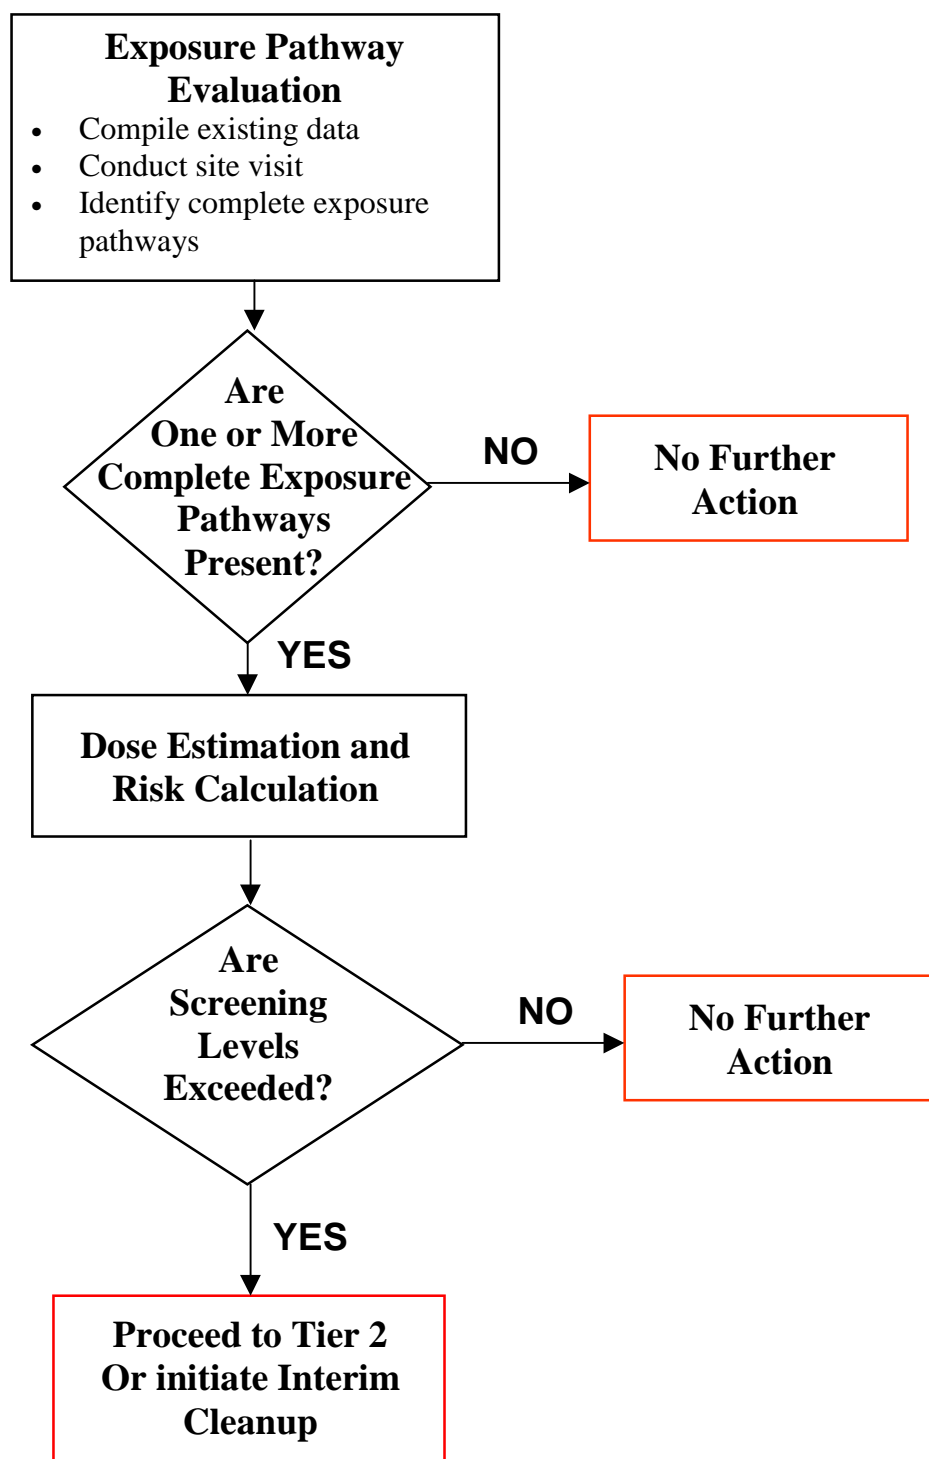 Exposure Pathway
Evaluation
• Compile existing data
• Conduct site visit
• Identify complete exposure
pathways
Are
One or More
Complete Exposure
Pathways
Present?
NO
No Further
Action
YES
Dose Estimation and
Risk Calculation
Are
Screening
Levels
Exceeded?
NO
No Further
Action
YES
Proceed to Tier 2
Or initiate Interim
Cleanup